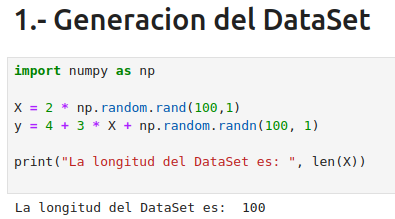 1.- Generacion del DataSet
import numpy as np
X = 2 * np.random.rand(100,1)
y = 4 + 3 * X + np.random.randn(100, 1)
print("La longitud del DataSet es: ", len(X))
La longitud del DataSet es:  100